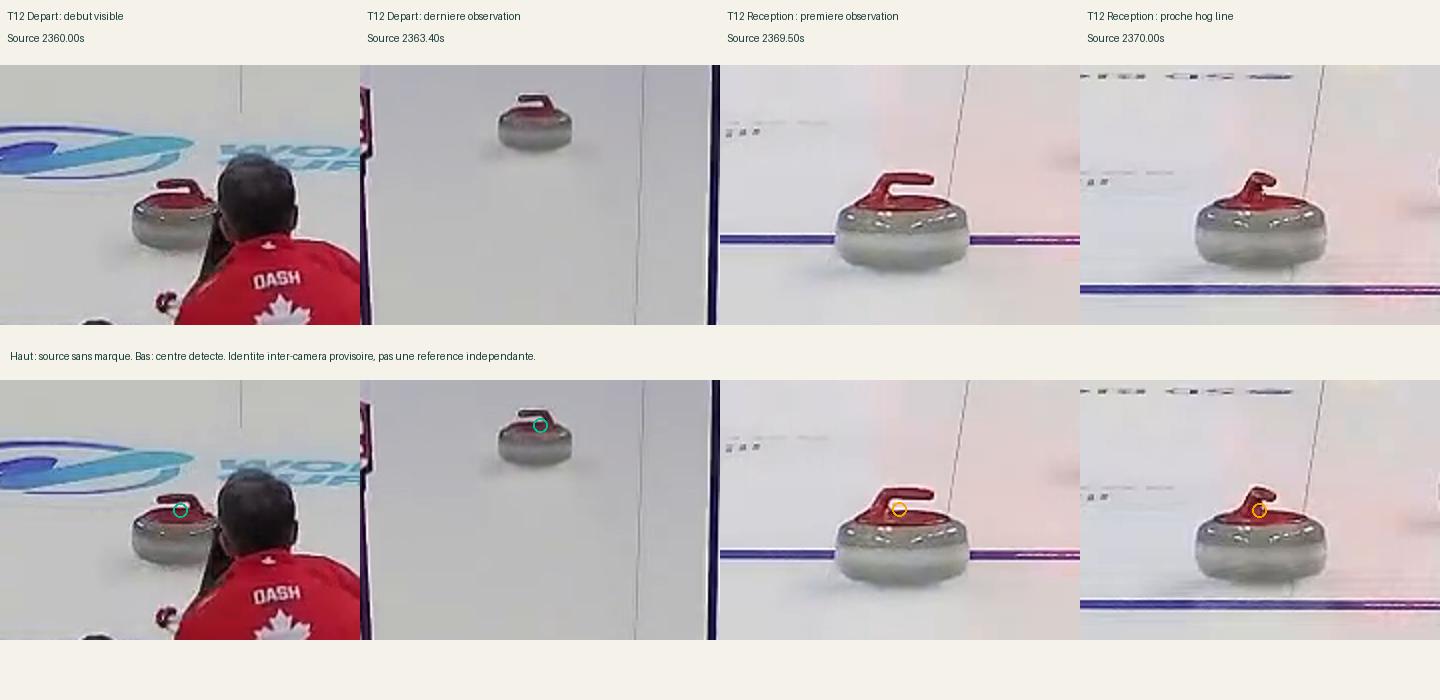 T12 Depart : debut visible
Source 2360.00s
T12 Depart : derniere observation
Source 2363.40s
T12 Reception : premiere observation
Source 2369.50s
T12 Reception : proche hog line
Source 2370.00s
DASH
Haut : source sans marque. Bas : centre detecte. Identite inter-camera provisoire, pas une reference independante.
DASH